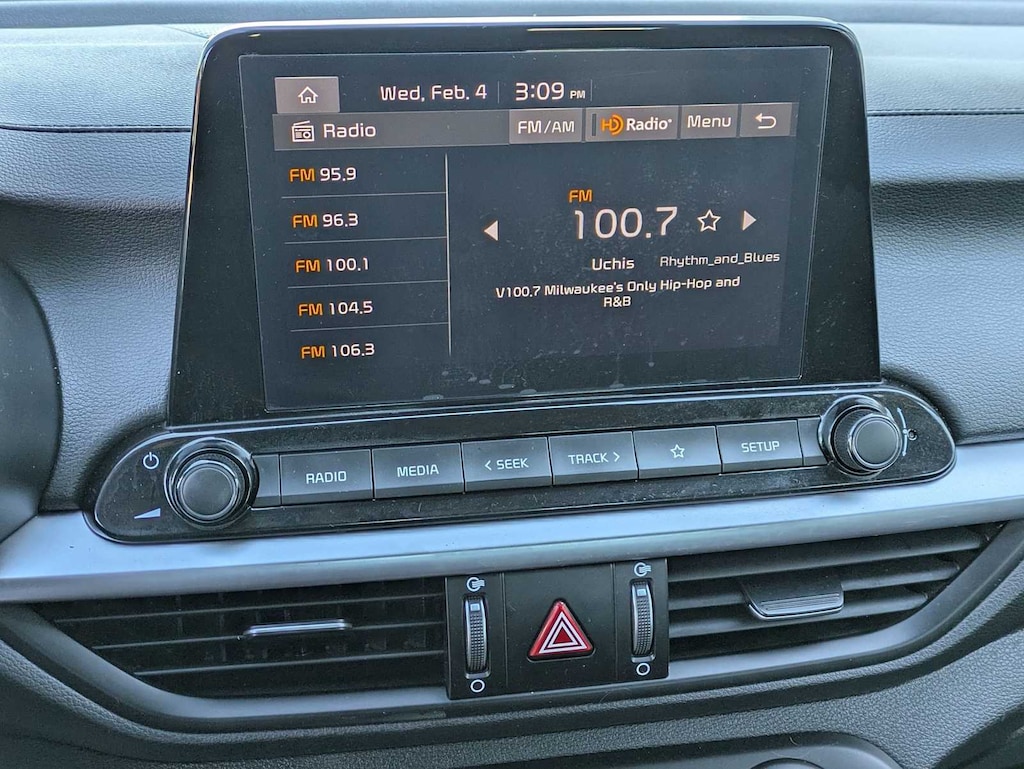 Wed, Feb. 4 3:09 PM
Radio FM/AM HD Radio Menu
FM 95.9
FM 96.3
FM 100.1
FM 104.5
FM 106.3
FM
100.7
Uchis Rhythm_and_Blues
V100.7 Milwaukee's Only Hip-Hop and
R&B
RADIO MEDIA < SEEK TRACK > SETUP